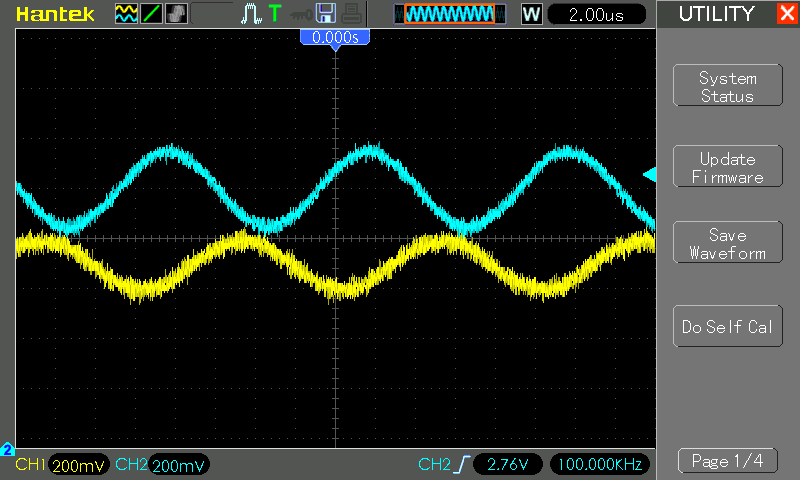 Hantek T W 2.00us UTILITY X
0.000s
System
Status
Update
Firmware
Save
Waveform
Do Self Cal
2
CH1 200mV CH2 200mV CH2 2.76V 100.000KHz Page 1/4